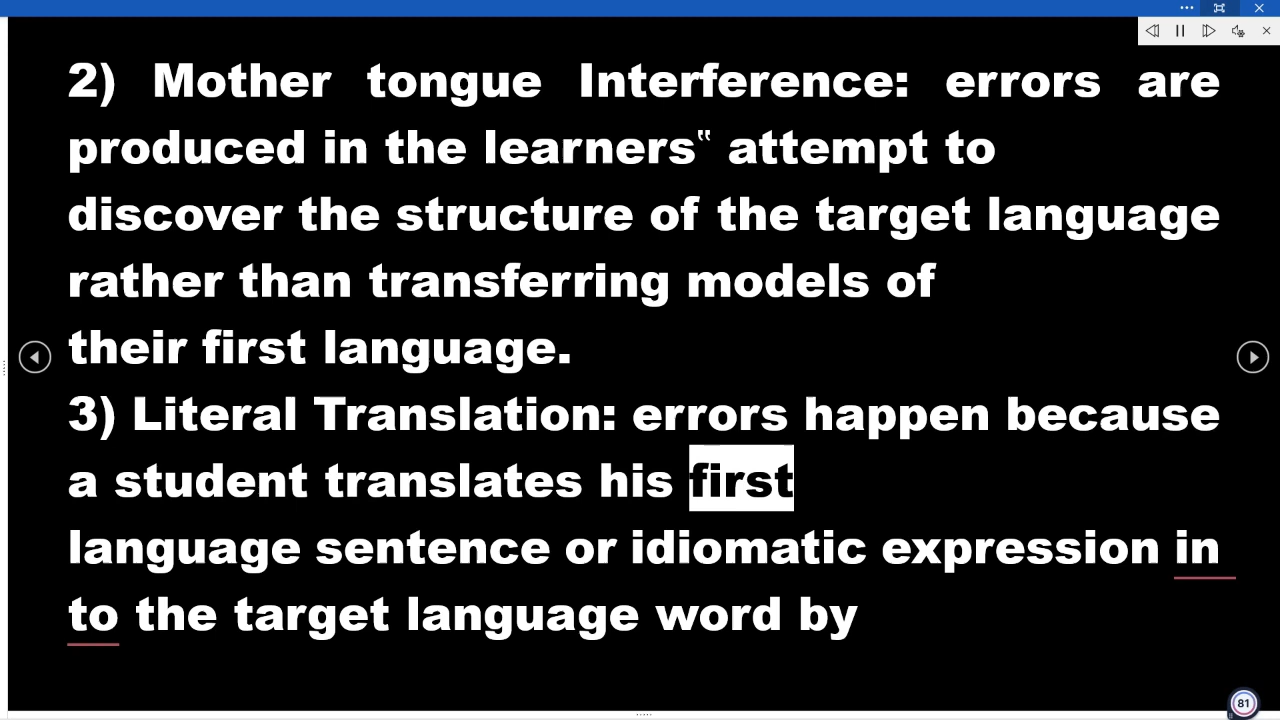 2) Mother tongue Interference: errors are
produced in the learners‟ attempt to
discover the structure of the target language
rather than transferring models of
their first language.
3) Literal Translation: errors happen because
a student translates his first
language sentence or idiomatic expression in
to the target language word by
81